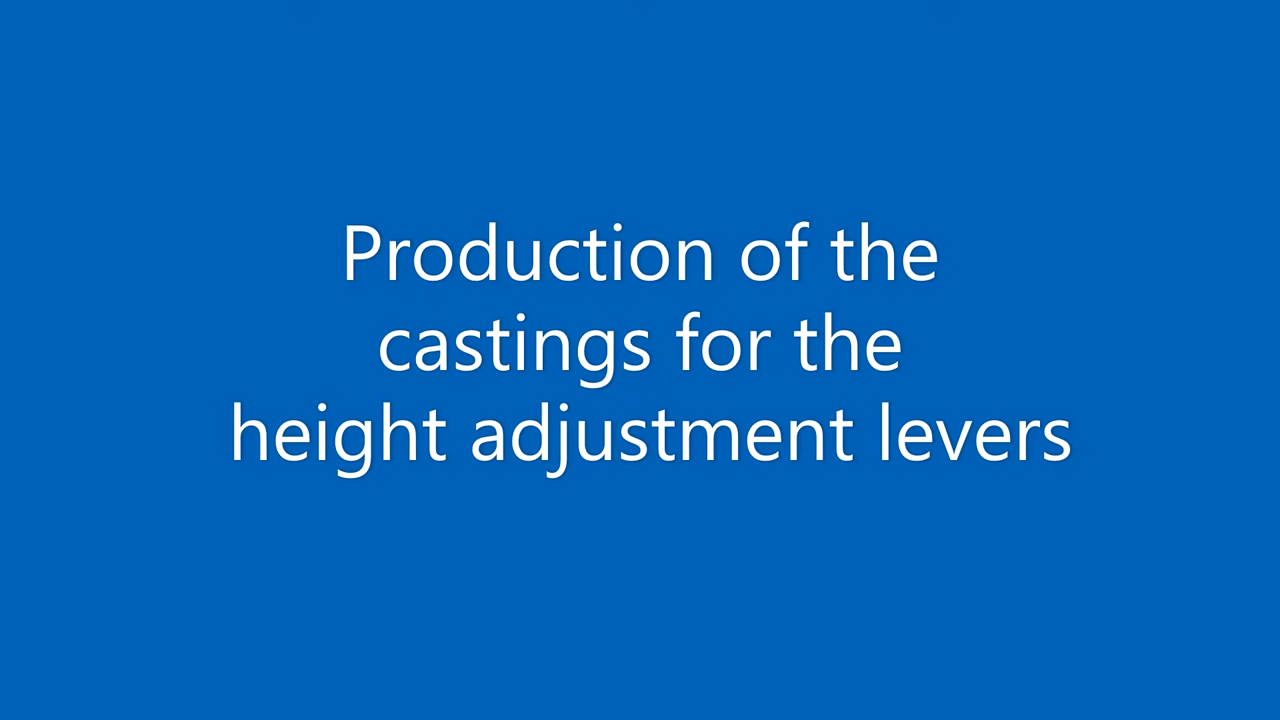 Production of the
castings for the
height adjustment levers